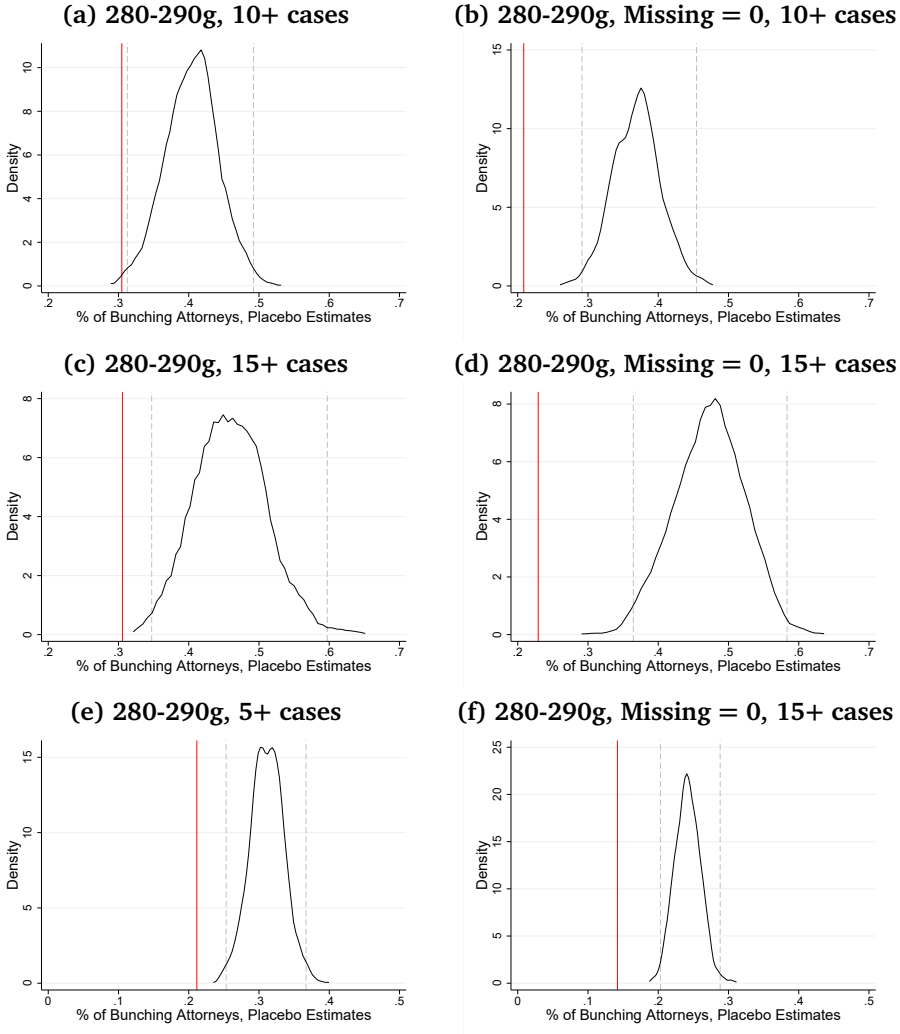 (a) 280-290g, 10+ cases
Density
0
2
4
6
8
10
.2 .3 .4 .5 .6 .7
% of Bunching Attorneys, Placebo Estimates
(b) 280-290g, Missing = 0, 10+ cases
Density
0
5
10
15
.2 .3 .4 .5 .6 .7
% of Bunching Attorneys, Placebo Estimates
(c) 280-290g, 15+ cases
Density
0
2
4
6
8
.2 .3 .4 .5 .6 .7
% of Bunching Attorneys, Placebo Estimates
(d) 280-290g, Missing = 0, 15+ cases
Density
0
2
4
6
8
.2 .3 .4 .5 .6 .7
% of Bunching Attorneys, Placebo Estimates
(e) 280-290g, 5+ cases
Density
0
5
10
15
0 .1 .2 .3 .4 .5
% of Bunching Attorneys, Placebo Estimates
(f) 280-290g, Missing = 0, 15+ cases
Density
0
5
10
15
20
25
0 .1 .2 .3 .4 .5
% of Bunching Attorneys, Placebo Estimates